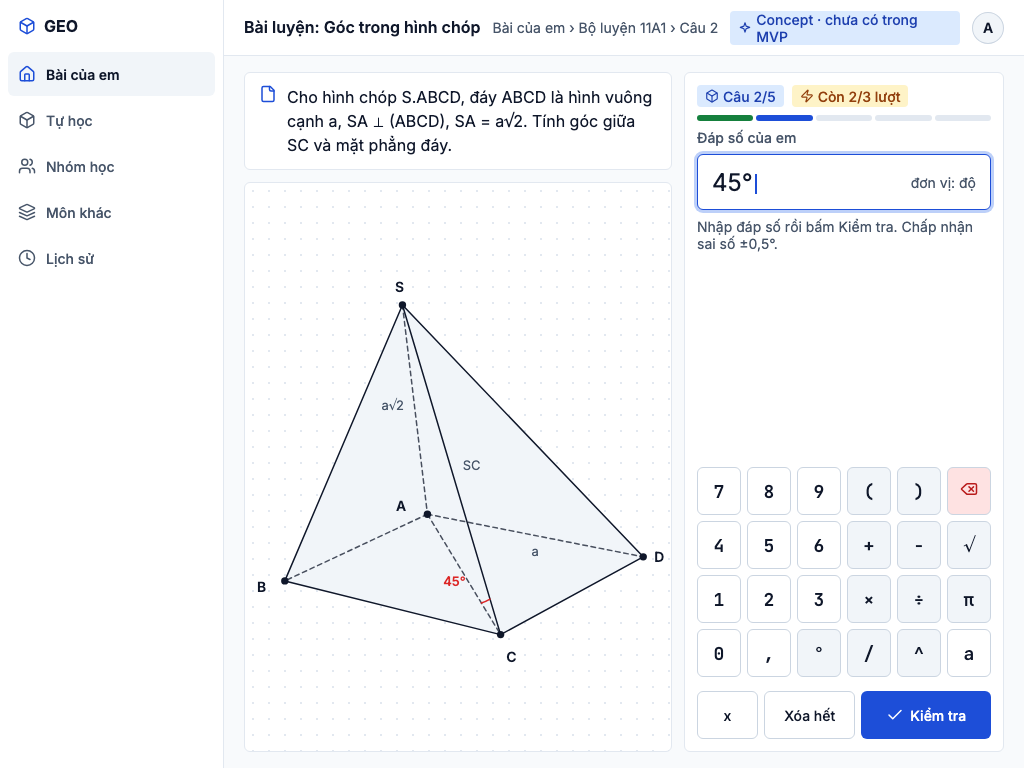 GEO
Bài của em
Tự học
Nhóm học
Môn khác
Lịch sử
Bài luyện: Góc trong hình chóp
Bài của em › Bộ luyện 11A1 › Câu 2
Concept · chưa có trong
MVP
A
Cho hình chóp S.ABCD, đáy ABCD là hình vuông
cạnh a, SA ⊥ (ABCD), SA = a√2. Tính góc giữa
SC và mặt phẳng đáy.
S
a√2
SC
A
a
D
45°
B
C
Câu 2/5
Còn 2/3 lượt
Đáp số của em
45°
đơn vị: độ
Nhập đáp số rồi bấm Kiểm tra. Chấp nhận
sai số ±0,5°.
7 8 9 ( )
4 5 6 + - √
1 2 3 × ÷ π
0 , ° / ^ a
x
Xóa hết
Kiểm tra